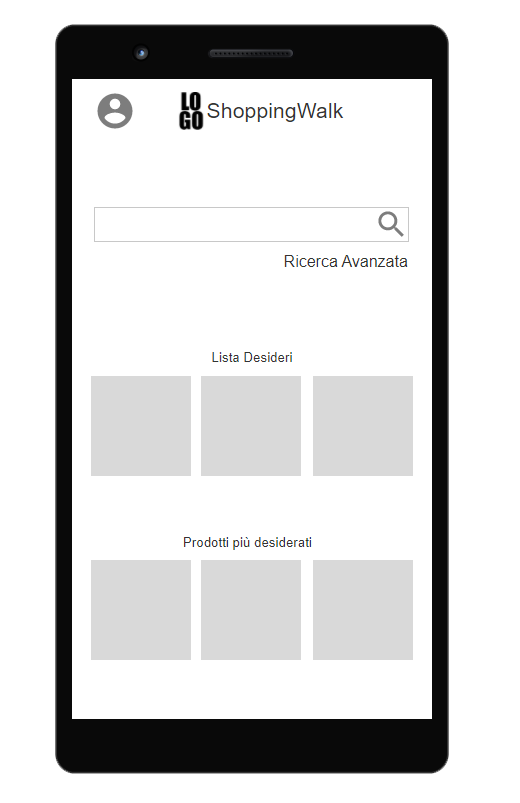 LO
GO ShoppingWalk
Ricerca Avanzata
Lista Desideri
Prodotti più desiderati